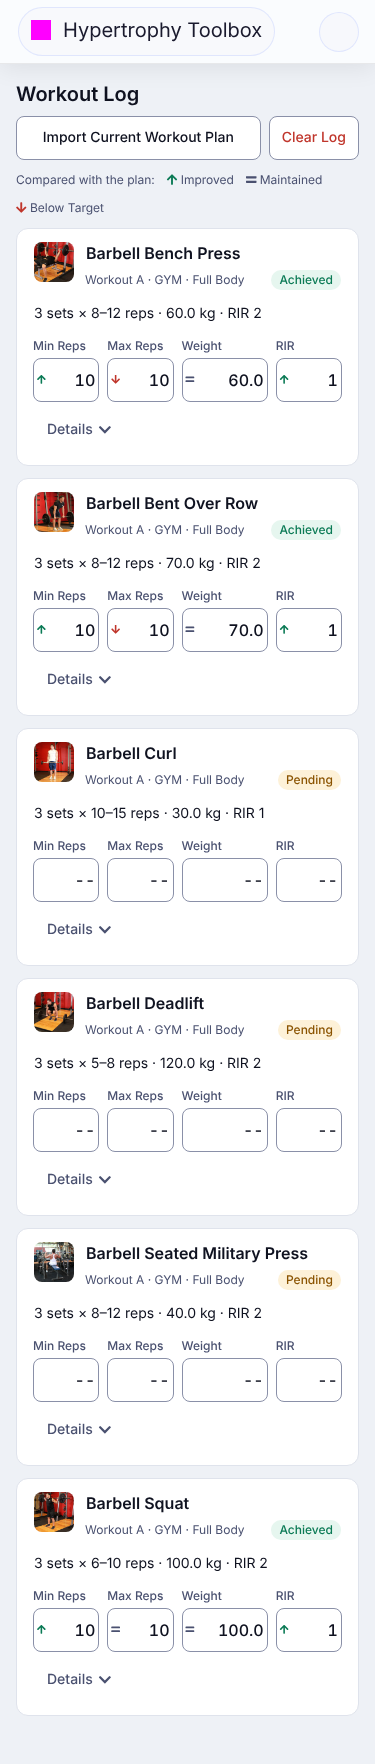 Hypertrophy Toolbox
Workout Log
Import Current Workout Plan
Clear Log
Compared with the plan: ↑ Improved = Maintained
↓ Below Target
Barbell Bench Press
Workout A · GYM · Full Body
Achieved
3 sets × 8–12 reps · 60.0 kg · RIR 2
Min Reps Max Reps Weight RIR
↑ 10 ↓ 10 = 60.0 ↑ 1
Details
Barbell Bent Over Row
Workout A · GYM · Full Body
Achieved
3 sets × 8–12 reps · 70.0 kg · RIR 2
Min Reps Max Reps Weight RIR
↑ 10 ↓ 10 = 70.0 ↑ 1
Details
Barbell Curl
Workout A · GYM · Full Body
Pending
3 sets × 10–15 reps · 30.0 kg · RIR 1
Min Reps Max Reps Weight RIR
-- -- -- --
Details
Barbell Deadlift
Workout A · GYM · Full Body
Pending
3 sets × 5–8 reps · 120.0 kg · RIR 2
Min Reps Max Reps Weight RIR
-- -- -- --
Details
Barbell Seated Military Press
Workout A · GYM · Full Body
Pending
3 sets × 8–12 reps · 40.0 kg · RIR 2
Min Reps Max Reps Weight RIR
-- -- -- --
Details
Barbell Squat
Workout A · GYM · Full Body
Achieved
3 sets × 6–10 reps · 100.0 kg · RIR 2
Min Reps Max Reps Weight RIR
↑ 10 = 10 = 100.0 ↑ 1
Details